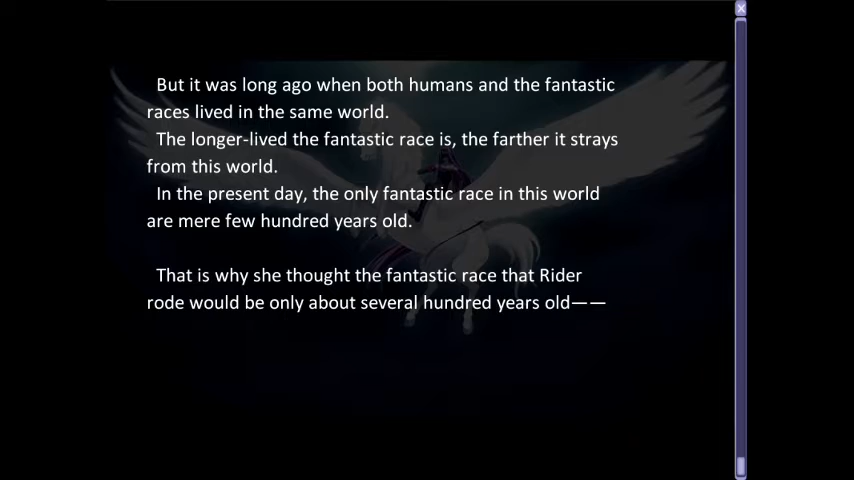 But it was long ago when both humans and the fantastic
races lived in the same world.
The longer-lived the fantastic race is, the farther it strays
from this world.
In the present day, the only fantastic race in this world
are mere few hundred years old.
That is why she thought the fantastic race that Rider
rode would be only about several hundred years old——